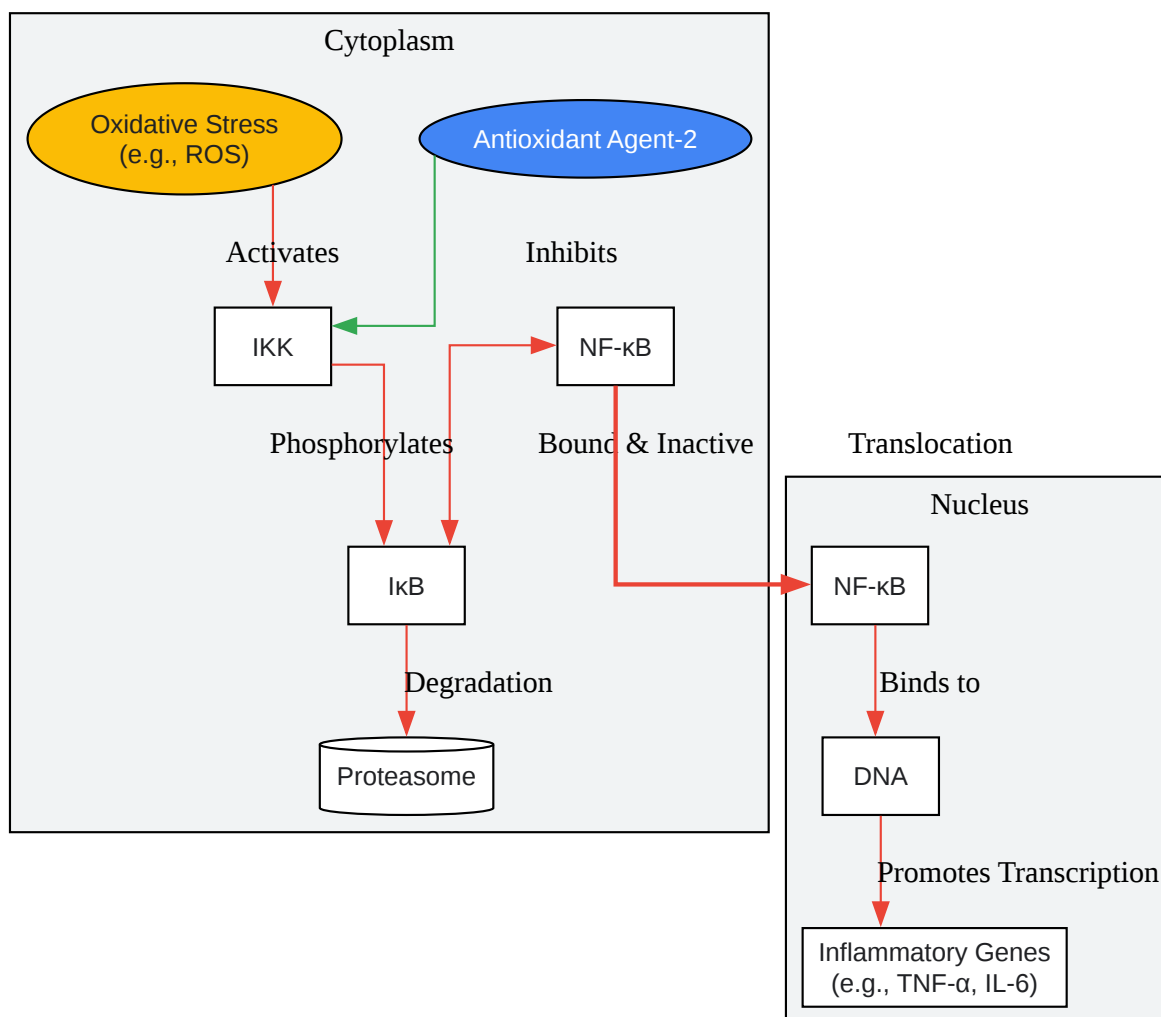 Cytoplasm
Oxidative Stress
(e.g., ROS)
Antioxidant Agent-2
Activates
Inhibits
IKK
NF-κB
Phosphorylates
Bound & Inactive
Translocation
Nucleus
IκB
NF-κB
Degradation
Binds to
Proteasome
DNA
Promotes Transcription
Inflammatory Genes
(e.g., TNF-α, IL-6)